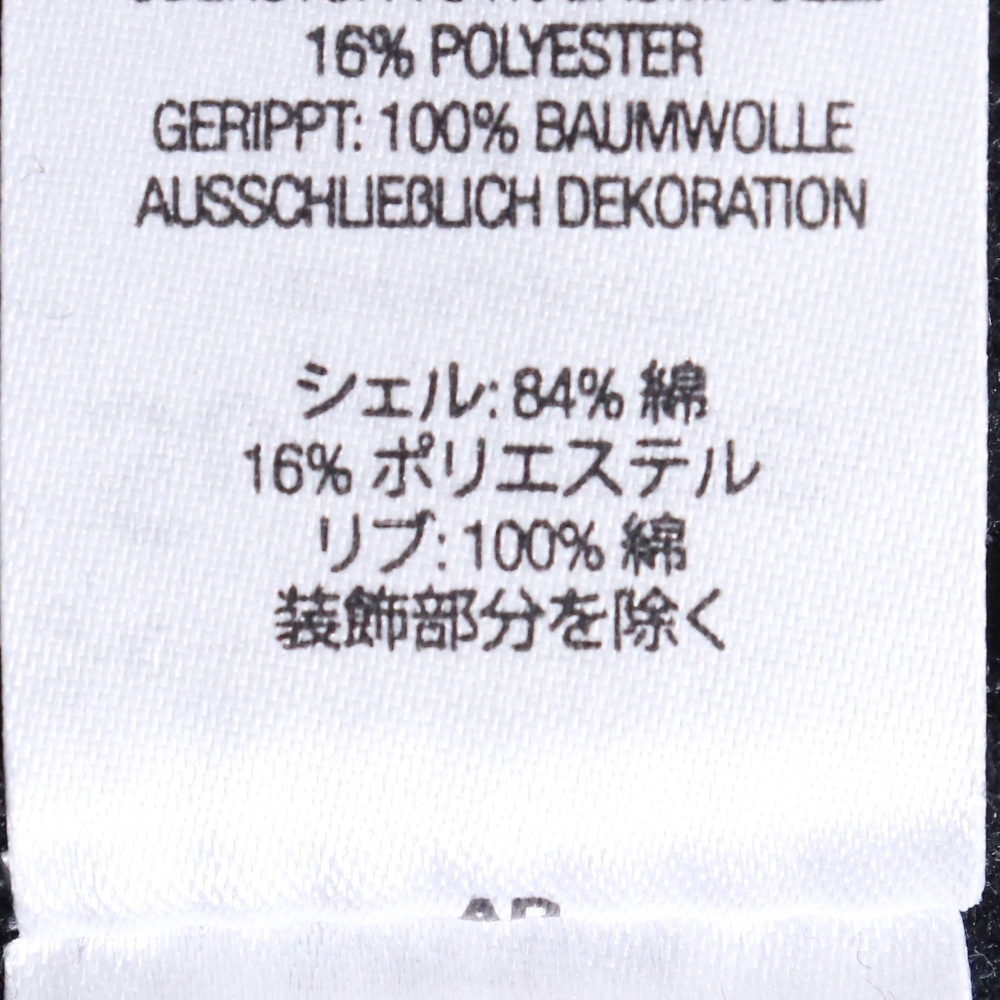 16% POLYESTER
GERIPPT: 100% BAUMWOLLE
AUSSCHLIEßLICH DEKORATION
シェル: 84% 綿
16% ポリエステル
リブ: 100% 綿
装飾部分を除く